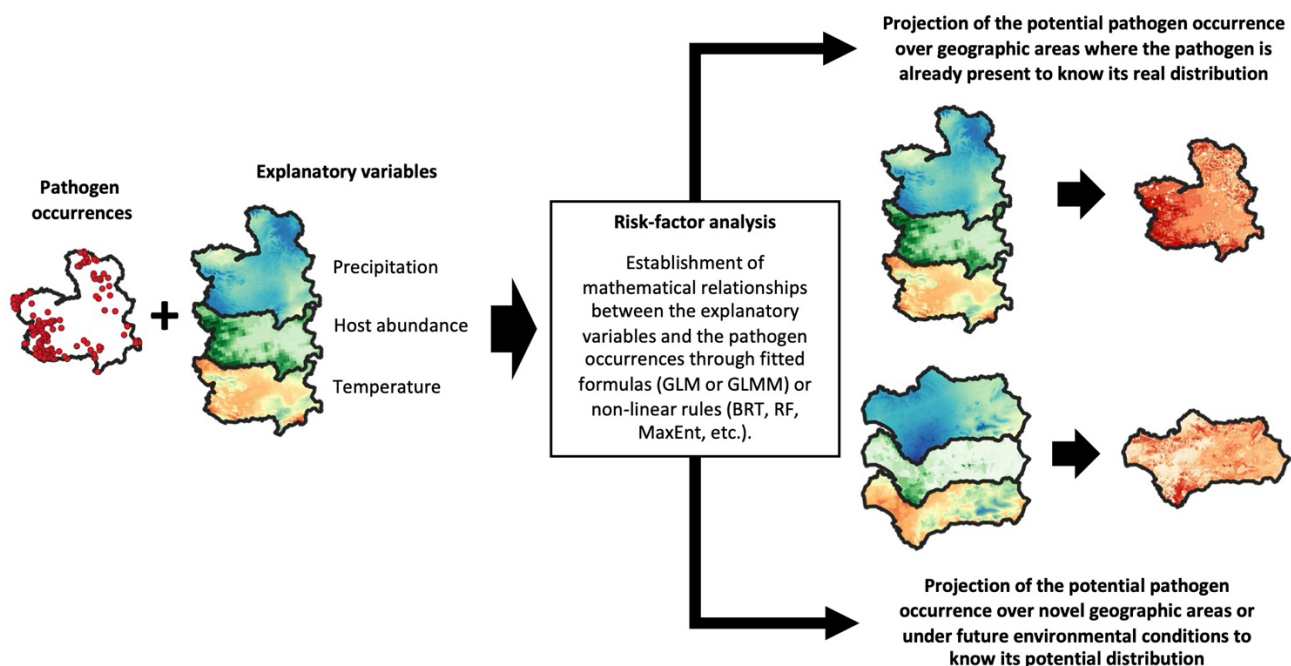 Pathogen
occurrences
+
Explanatory variables
Precipitation
Host abundance
Temperature
Risk-factor analysis
Establishment of
mathematical relationships
between the explanatory
variables and the pathogen
occurrences through fitted
formulas (GLM or GLMM) or
non-linear rules (BRT, RF,
MaxEnt, etc.).
Projection of the potential pathogen occurrence
over geographic areas where the pathogen is
already present to know its real distribution
Projection of the potential pathogen
occurrence over novel geographic areas or
under future environmental conditions to
know its potential distribution